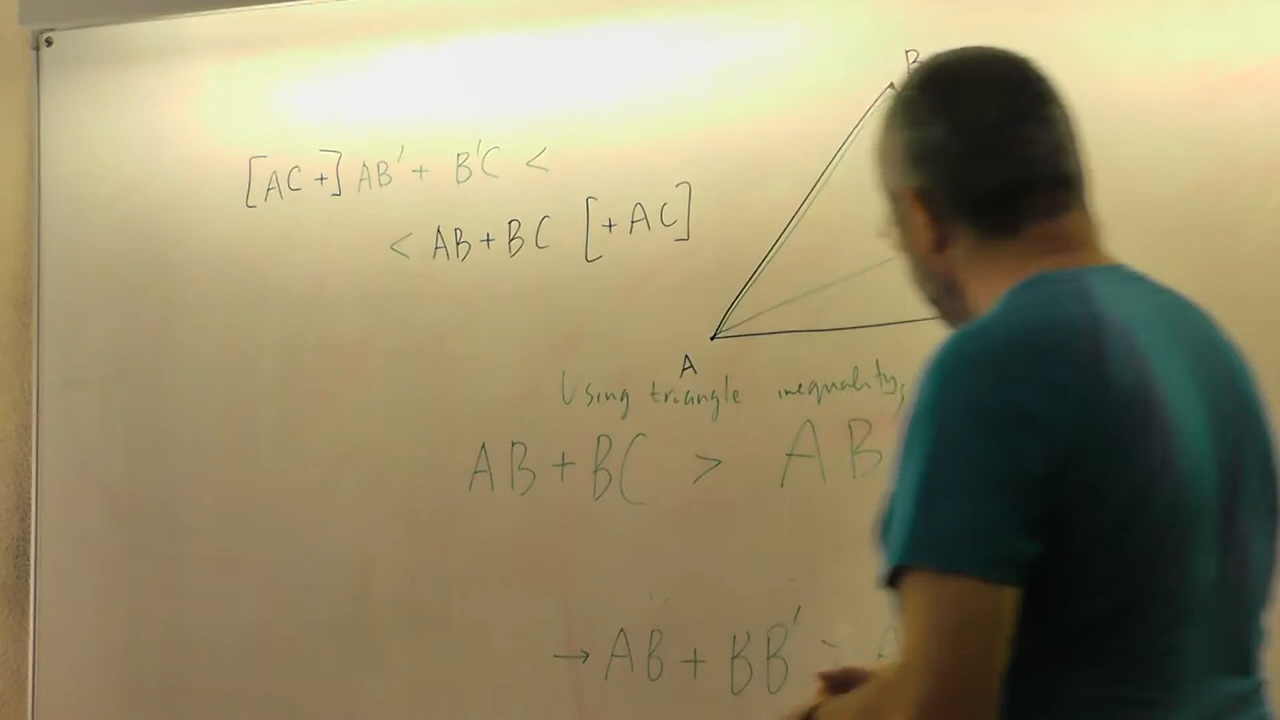 [AC+] AB' + B'C <
< AB+BC [+AC]
B
A
Using triangle inequality,
AB+BC > AB
→ AB + BB'